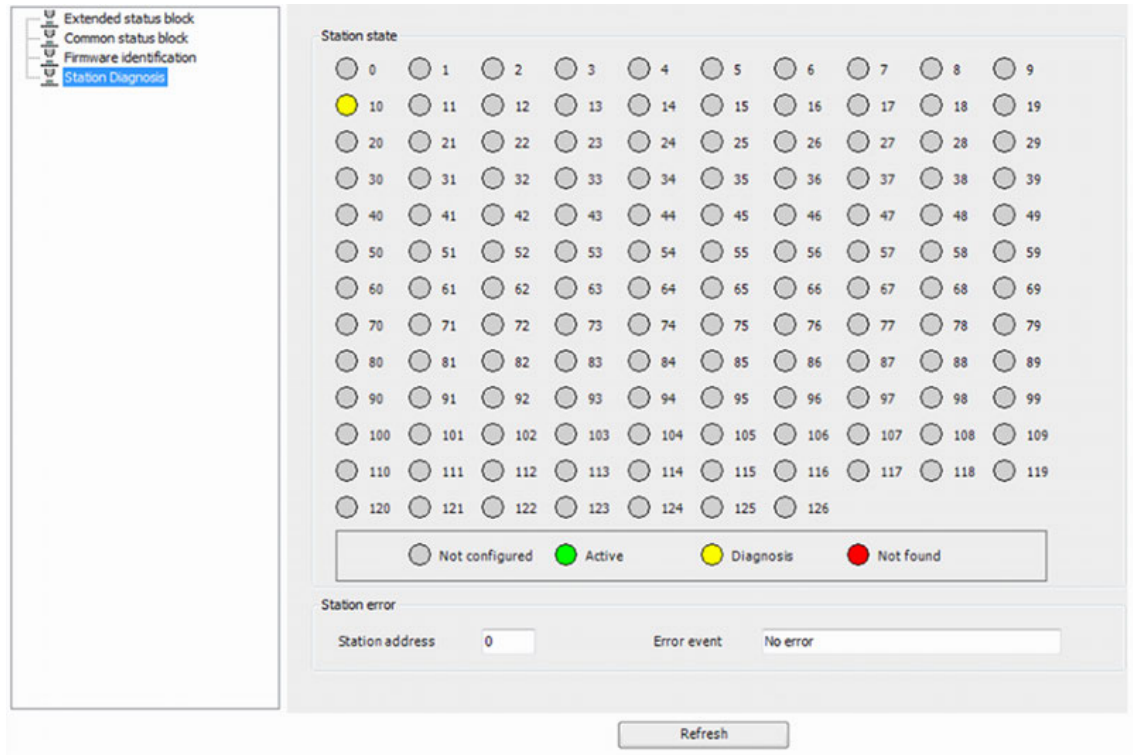 Extended status block
Common status block
Firmware identification
Station Diagnosis
Station state
0 1 2 3 4 5 6 7 8 9
10 11 12 13 14 15 16 17 18 19
20 21 22 23 24 25 26 27 28 29
30 31 32 33 34 35 36 37 38 39
40 41 42 43 44 45 46 47 48 49
50 51 52 53 54 55 56 57 58 59
60 61 62 63 64 65 66 67 68 69
70 71 72 73 74 75 76 77 78 79
80 81 82 83 84 85 86 87 88 89
90 91 92 93 94 95 96 97 98 99
100 101 102 103 104 105 106 107 108 109
110 111 112 113 114 115 116 117 118 119
120 121 122 123 124 125 126
Not configured Active Diagnosis Not found
Station error
Station address 0 Error event No error
Refresh